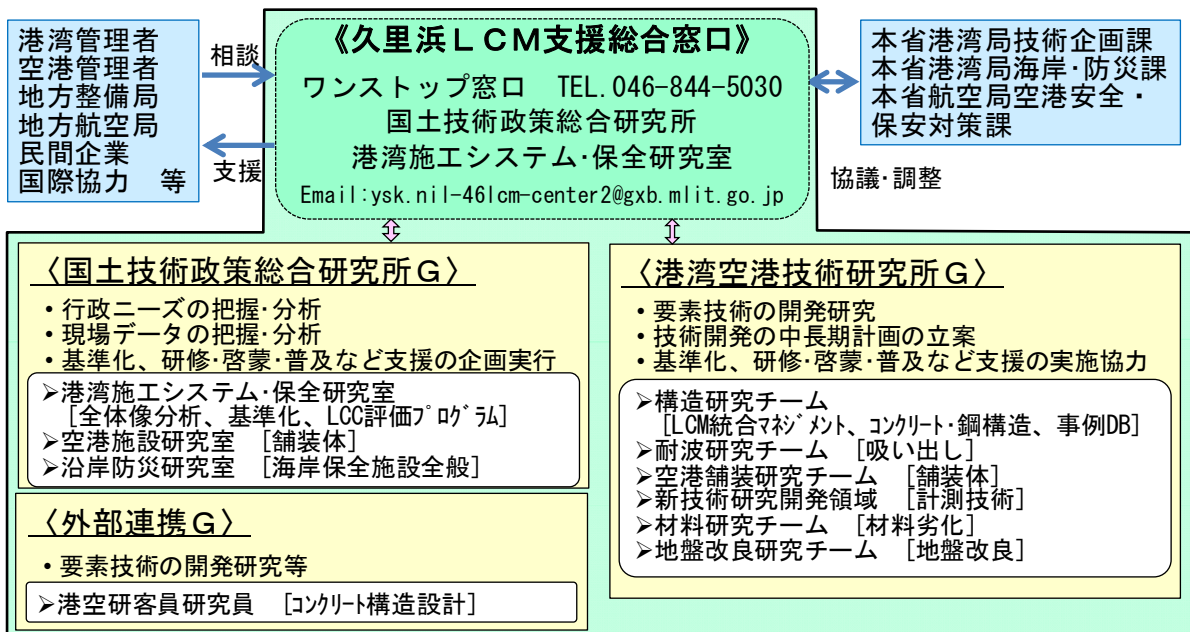 港湾管理者
空港管理者
地方整備局
地方航空局
民間企業
国際協力　等
相談
支援
《久里浜ＬＣＭ支援総合窓口》
ワンストップ窓口　TEL.046-844-5030
国土技術政策総合研究所
港湾施工システム･保全研究室
Email:ysk.nil-46lcm-center2@gxb.mlit.go.jp
本省港湾局技術企画課
本省港湾局海岸･防災課
本省航空局空港安全・
保安対策課
協議･調整
〈国土技術政策総合研究所Ｇ〉
・行政ニーズの把握･分析
・現場データの把握･分析
・基準化、研修･啓蒙･普及など支援の企画実行
➢港湾施工システム･保全研究室
[全体像分析、基準化、LCC評価ﾌﾟﾛｸﾞﾗﾑ]
➢空港施設研究室　[舗装体]
➢沿岸防災研究室　[海岸保全施設全般]
〈外部連携Ｇ〉
・要素技術の開発研究等
➢港空研客員研究員　[ｺﾝｸﾘｰﾄ構造設計]
〈港湾空港技術研究所Ｇ〉
・要素技術の開発研究
・技術開発の中長期計画の立案
・基準化、研修･啓蒙･普及など支援の実施協力
➢構造研究チーム
[LCM統合ﾏﾈｼﾞﾒﾝﾄ、ｺﾝｸﾘｰﾄ･鋼構造、事例DB]
➢耐波研究チーム　[吸い出し]
➢空港舗装研究チーム　[舗装体]
➢新技術研究開発領域　[計測技術]
➢材料研究チーム　[材料劣化]
➢地盤改良研究チーム　[地盤改良]